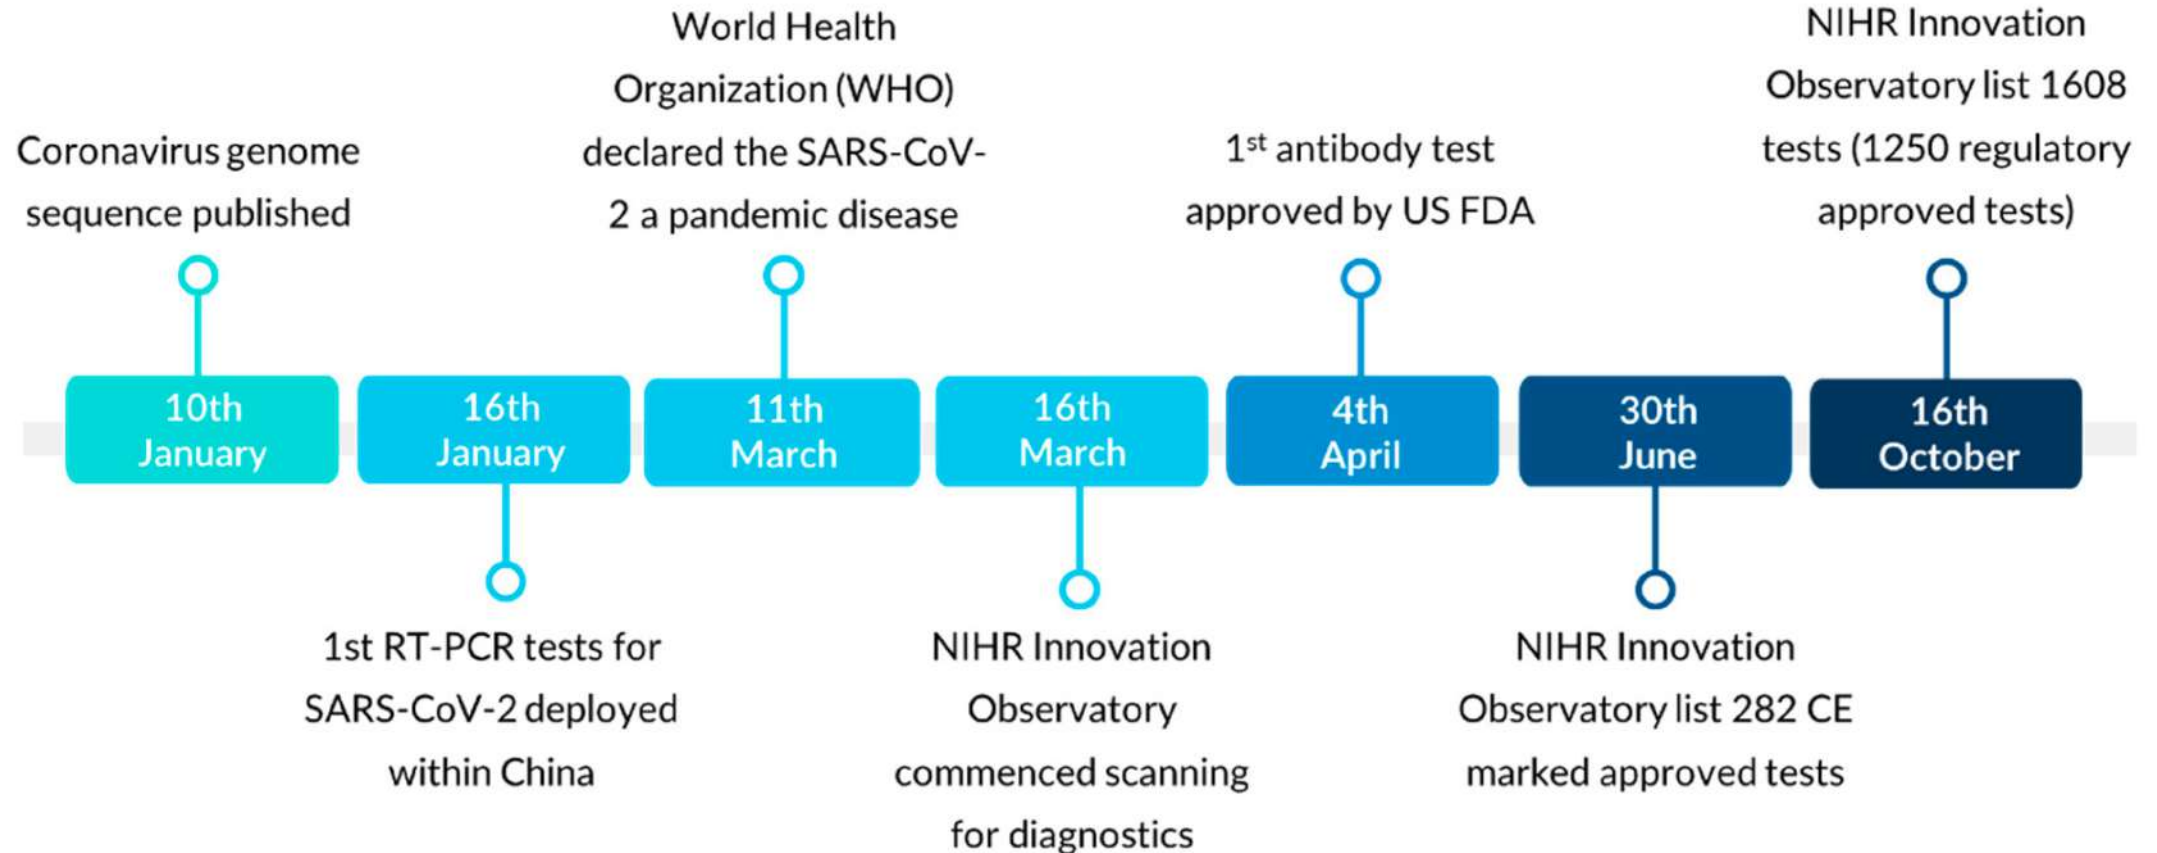 Coronavirus genome
sequence published
World Health
Organization (WHO)
declared the SARS-CoV-
2 a pandemic disease
1st antibody test
approved by US FDA
NIHR Innovation
Observatory list 1608
tests (1250 regulatory
approved tests)
10th
January
16th
January
11th
March
16th
March
4th
April
30th
June
16th
October
1st RT-PCR tests for
SARS-CoV-2 deployed
within China
NIHR Innovation
Observatory
commenced scanning
for diagnostics
NIHR Innovation
Observatory list 282 CE
marked approved tests